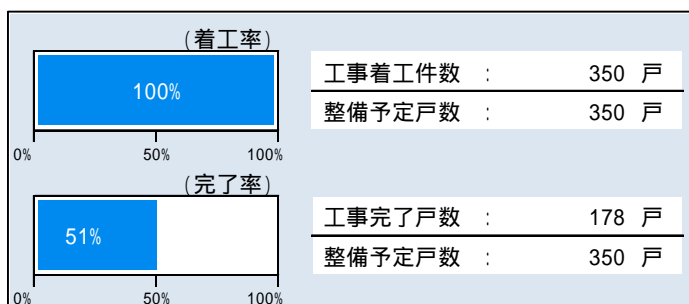 (着工率)
100%
0% 50% 100%
工事着工件数 : 350 戸
整備予定戸数 : 350 戸
(完了率)
51%
0% 50% 100%
工事完了戸数 : 178 戸
整備予定戸数 : 350 戸